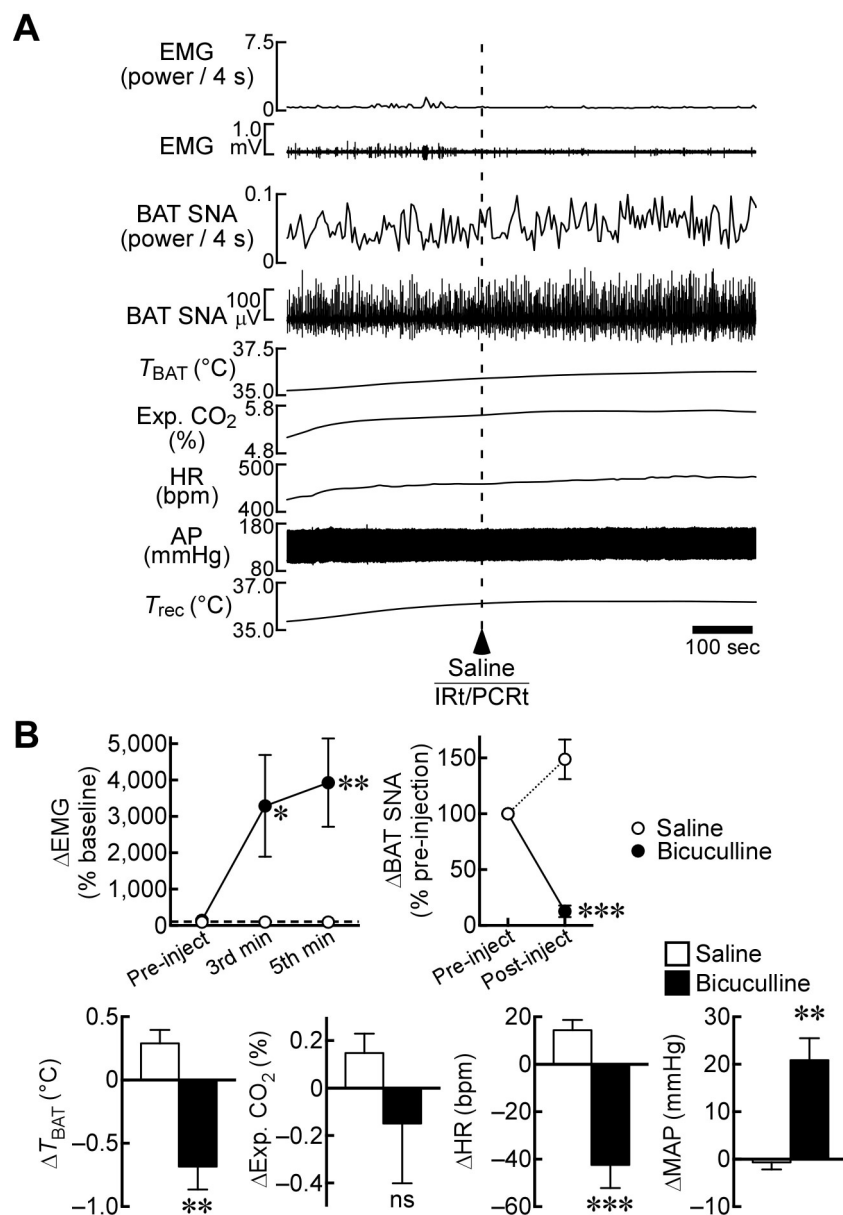 A
EMG
(power / 4 s)
7.5
0
EMG
1.0
mV
BAT SNA
(power / 4 s)
0.1
0
BAT SNA
100
μV
TBAT (°C)
37.5
35.0
Exp. CO2
(%)
5.8
4.8
HR
(bpm)
500
400
AP
(mmHg)
180
80
Trec (°C)
37.0
35.0
100 sec
Saline
IRt/PCRt
B
ΔEMG
(% baseline)
5,000
4,000
3,000
2,000
1,000
0
*
**
Pre-inject
3rd min
5th min
ΔBAT SNA
(% pre-injection)
150
100
50
0
***
Pre-inject
Post-inject
Saline
Bicuculline
Saline
Bicuculline
ΔTBAT (°C)
0.5
0
–0.5
–1.0
**
ΔExp. CO2 (%)
0.2
0
–0.2
–0.4
ns
ΔHR (bpm)
20
0
–20
–40
–60
***
ΔMAP (mmHg)
30
20
10
0
–10
**